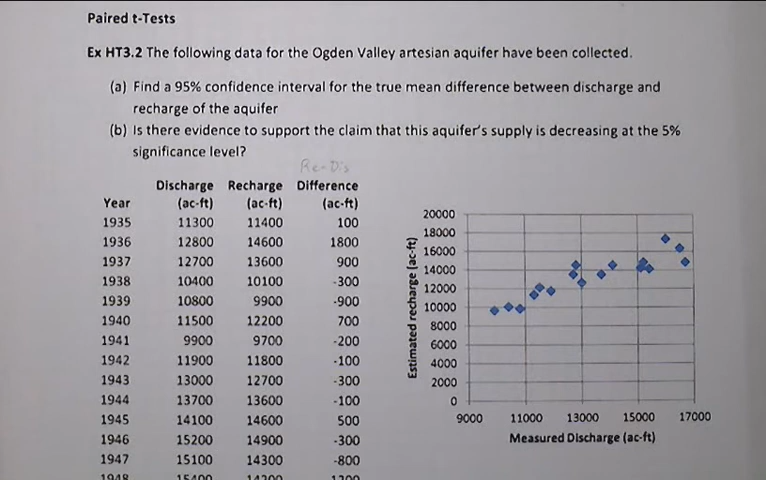 Paired t-Tests
Ex HT3.2 The following data for the Ogden Valley artesian aquifer have been collected.
(a) Find a 95% confidence interval for the true mean difference between discharge and
recharge of the aquifer
(b) Is there evidence to support the claim that this aquifer's supply is decreasing at the 5%
significance level?
Re-Dis
Discharge Recharge Difference
Year (ac-ft) (ac-ft) (ac-ft)
1935 11300 11400 100
1936 12800 14600 1800
1937 12700 13600 900
1938 10400 10100 -300
1939 10800 9900 -900
1940 11500 12200 700
1941 9900 9700 -200
1942 11900 11800 -100
1943 13000 12700 -300
1944 13700 13600 -100
1945 14100 14600 500
1946 15200 14900 -300
1947 15100 14300 -800
1948 15400 14200
Estimated recharge (ac-ft)
20000
18000
16000
14000
12000
10000
8000
6000
4000
2000
0
9000 11000 13000 15000 17000
Measured Discharge (ac-ft)